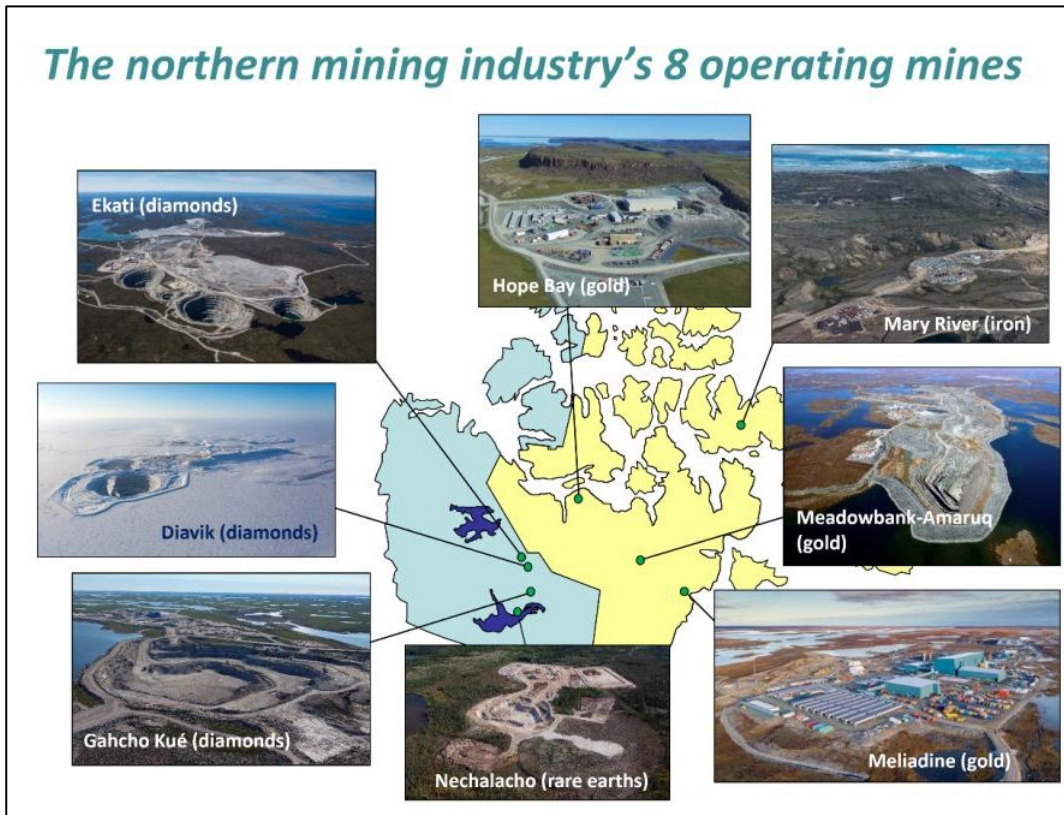 The northern mining industry's 8 operating mines
Ekati (diamonds)
Hope Bay (gold)
Mary River (iron)
Diavik (diamonds)
Meadowbank-Amaruq
(gold)
Gahcho Kué (diamonds)
Nechalacho (rare earths)
Meliadine (gold)